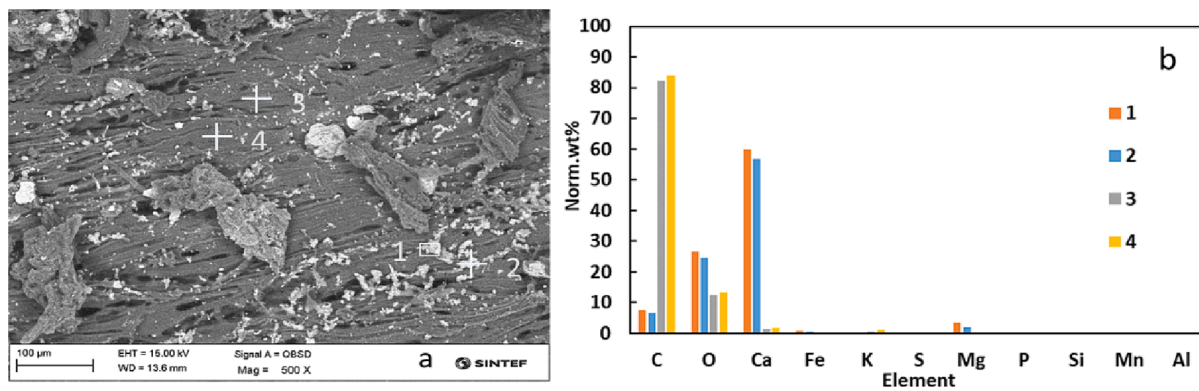 3
4
1
2
100 µm
EHT = 15.00 kV
WD = 13.6 mm
Signal A = QBSD
Mag = 500 X
a
SINTEF
b
100
90
80
70
60
50
40
30
20
10
0
Norm.wt%
C O Ca Fe K S Mg P Si Mn Al
Element
1
2
3
4